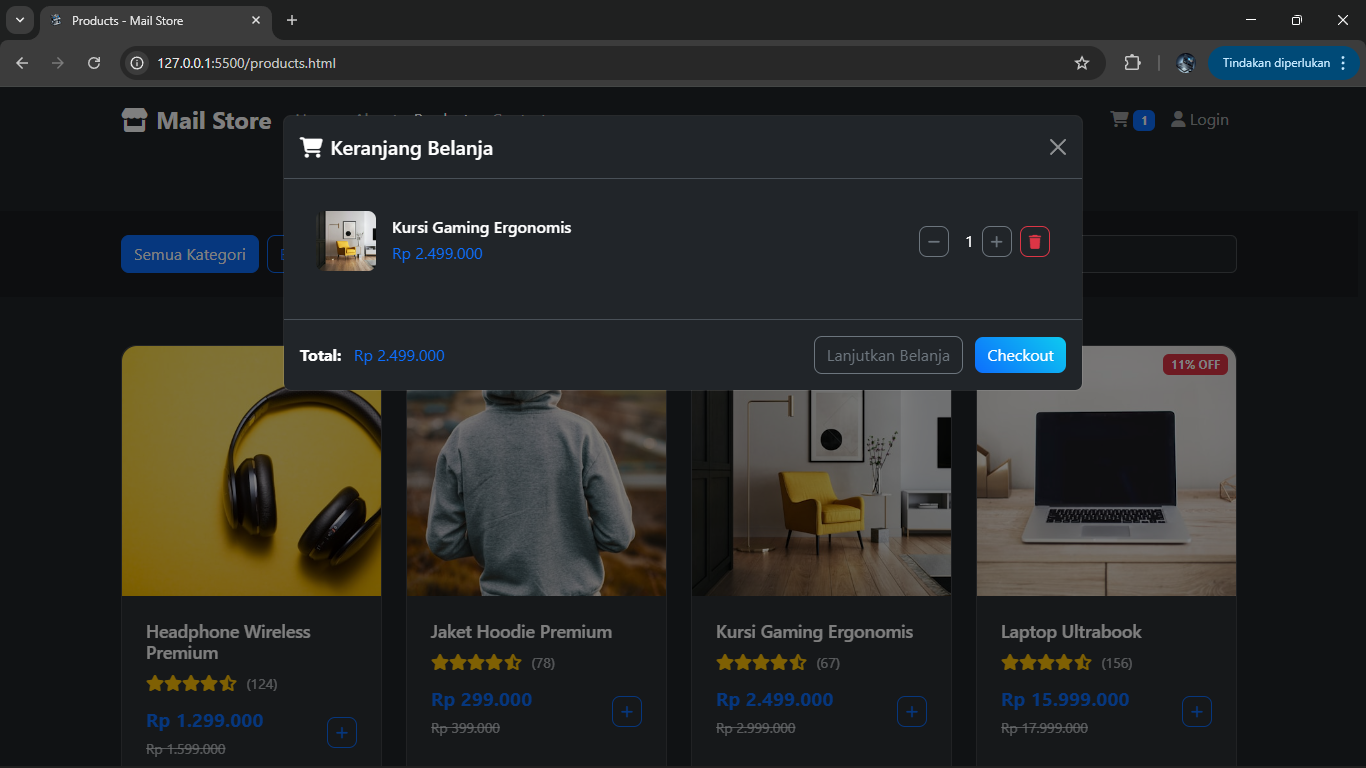 Products - Mail Store
127.0.0.1:5500/products.html
Tindakan diperlukan
Mail Store
1
Login
Keranjang Belanja
Semua Kategori
Kursi Gaming Ergonomis
Rp 2.499.000
1
Total: Rp 2.499.000
Lanjutkan Belanja
Checkout
11% OFF
Headphone Wireless
Premium
(124)
Rp 1.299.000
Rp 1.599.000
Jaket Hoodie Premium
(78)
Rp 299.000
Rp 399.000
Kursi Gaming Ergonomis
(67)
Rp 2.499.000
Rp 2.999.000
Laptop Ultrabook
(156)
Rp 15.999.000
Rp 17.999.000